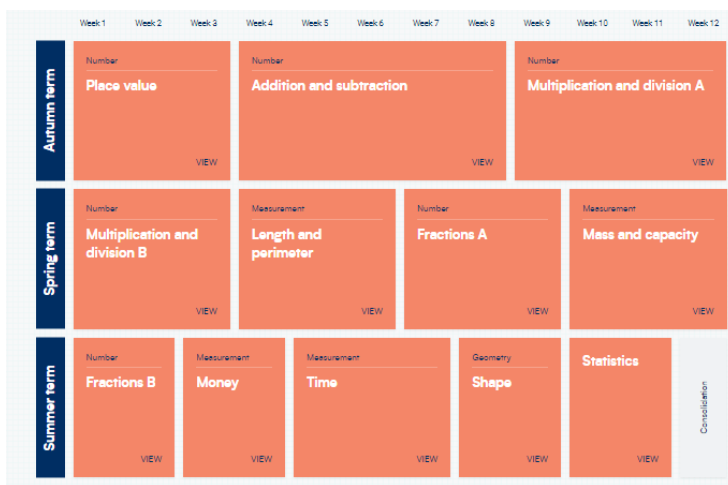 Week 1 Week 2 Week 3 Week 4 Week 5 Week 6 Week 7 Week 8 Week 9 Week 10 Week 11 Week 12
Autumn term
Number
Place value
VIEW
Number
Addition and subtraction
VIEW
Number
Multiplication and division A
VIEW
Spring term
Number
Multiplication and
division B
VIEW
Measurement
Length and
perimeter
VIEW
Number
Fractions A
VIEW
Measurement
Mass and capacity
VIEW
Summer term
Number
Fractions B
VIEW
Measurement
Money
VIEW
Measurement
Time
VIEW
Geometry
Shape
VIEW
Statistics
VIEW
Consolidation